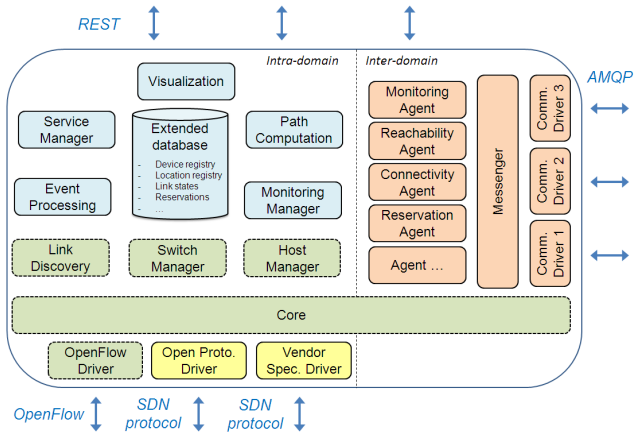 REST
Intra-domain
Inter-domain
AMQP
Visualization
Service
Manager
Extended
database
- Device registry
- Location registry
- Link states
- Reservations
- ...
Path
Computation
Event
Processing
Monitoring
Manager
Link
Discovery
Switch
Manager
Host
Manager
Monitoring
Agent
Reachability
Agent
Connectivity
Agent
Reservation
Agent
Agent ...
Messenger
Comm.
Driver 3
Comm.
Driver 2
Comm.
Driver 1
Core
OpenFlow
Driver
Open Proto.
Driver
Vendor
Spec. Driver
OpenFlow
SDN
protocol
SDN
protocol